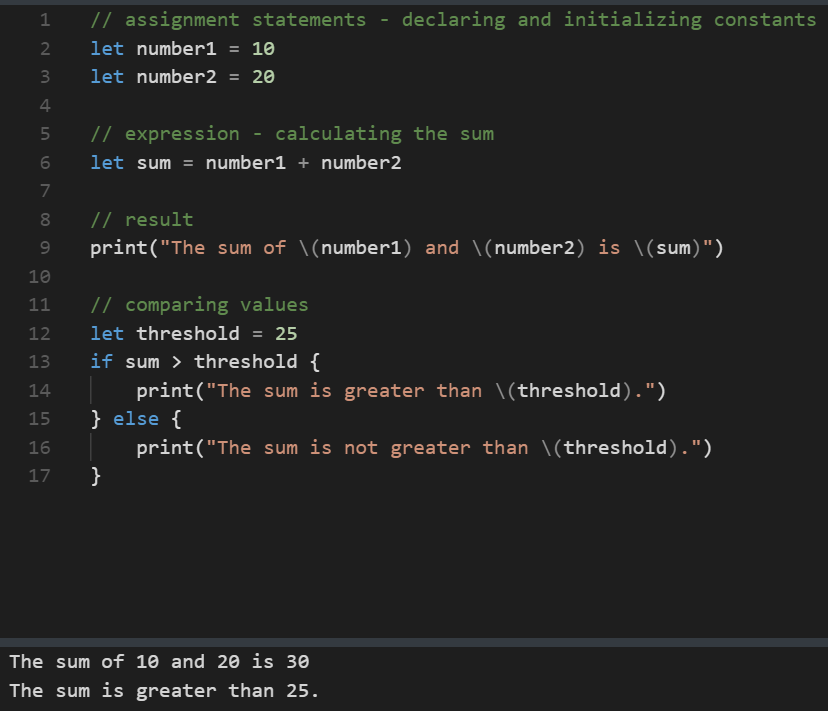 1 // assignment statements - declaring and initializing constants
2 let number1 = 10
3 let number2 = 20
4
5 // expression - calculating the sum
6 let sum = number1 + number2
7
8 // result
9 print("The sum of \(number1) and \(number2) is \(sum)")
10
11 // comparing values
12 let threshold = 25
13 if sum > threshold {
14     print("The sum is greater than \(threshold).")
15 } else {
16     print("The sum is not greater than \(threshold).")
17 }
The sum of 10 and 20 is 30
The sum is greater than 25.